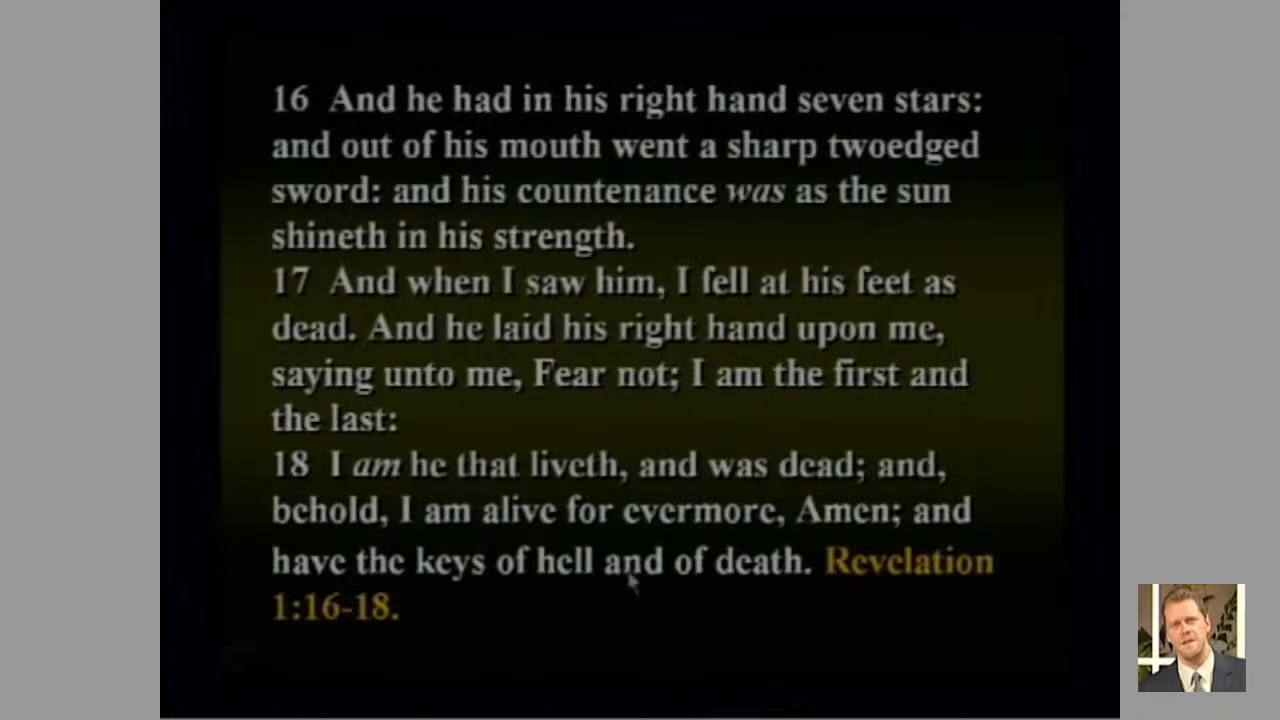 16 And he had in his right hand seven stars:
and out of his mouth went a sharp twoedged
sword: and his countenance was as the sun
shineth in his strength.
17 And when I saw him, I fell at his feet as
dead. And he laid his right hand upon me,
saying unto me, Fear not; I am the first and
the last:
18 I am he that liveth, and was dead; and,
behold, I am alive for evermore, Amen; and
have the keys of hell and of death. Revelation
1:16-18.